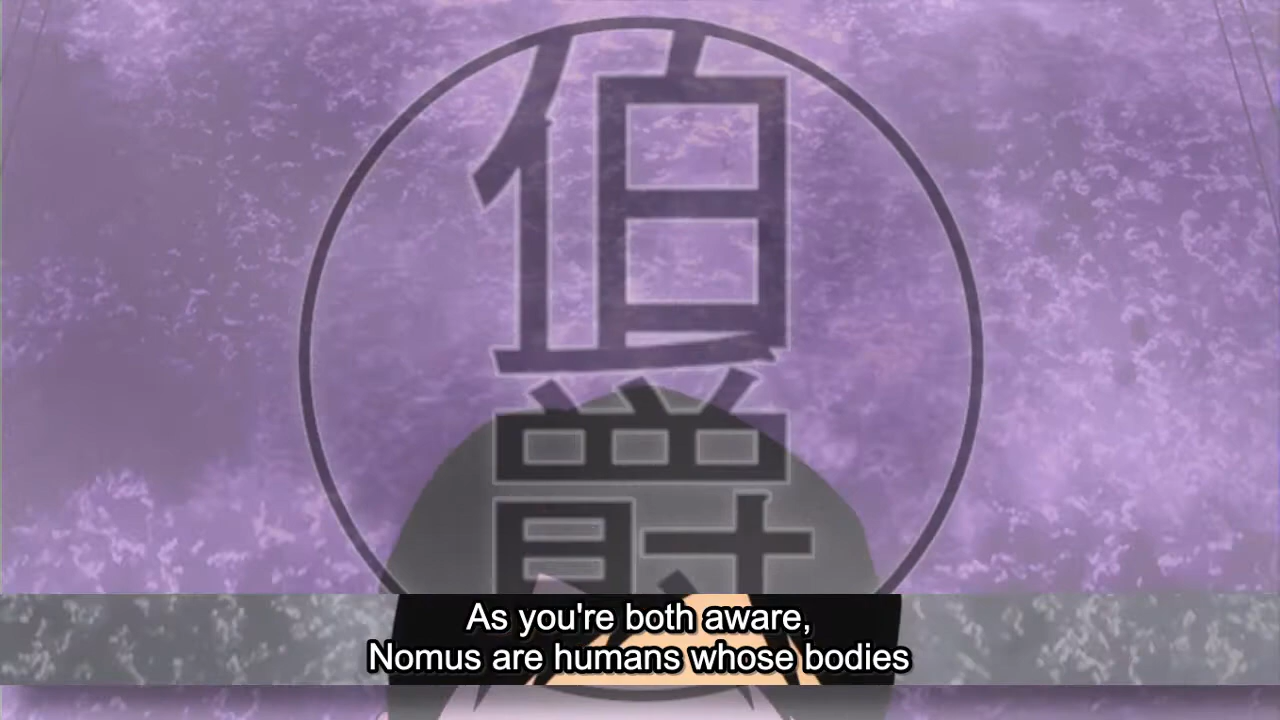 伯
爵
As you're both aware,
Nomus are humans whose bodies